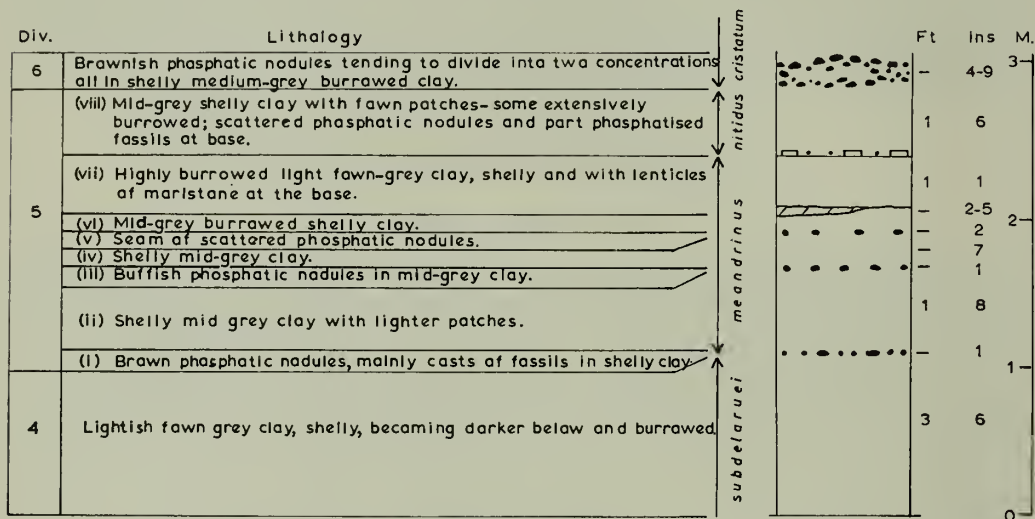 Div. Lithology Ft ins M.
6 Brownish phosphatic nodules tending to divide into two concentrations
all in shelly medium-grey burrowed clay.
cristatum
– 4-9
3
(viii) Mid-grey shelly clay with fawn patches-some extensively
burrowed; scattered phosphatic nodules and part phosphatised
fossils at base.
nitidus
1 6
5
(vii) Highly burrowed light fawn-grey clay, shelly and with lenticles
of marlstone at the base.
1 1
(vi) Mid-grey burrowed shelly clay.
– 2-5
2
(v) Seam of scattered phosphatic nodules.
– 2
(iv) Shelly mid-grey clay.
– 7
(iii) Buffish phosphatic nodules in mid-grey clay.
– 1
meandrinus
(ii) Shelly mid grey clay with lighter patches.
1 8
(i) Brown phosphatic nodules, mainly casts of fossils in shelly clay
– 1
1
4 Lightish fawn grey clay, shelly, becoming darker below and burrowed.
subdelaruei
3 6
0